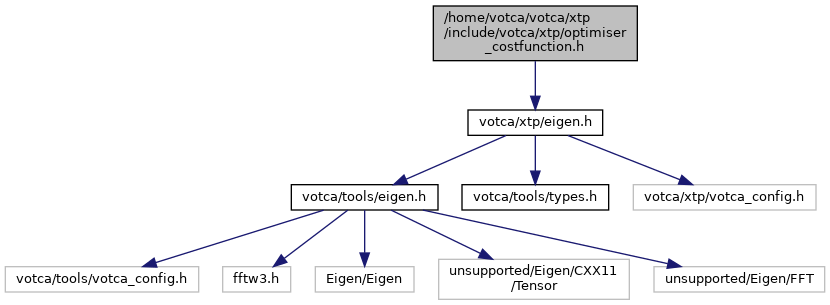 /home/votca/votca/xtp
/include/votca/xtp/optimiser
_costfunction.h
votca/xtp/eigen.h
votca/tools/eigen.h
votca/tools/types.h
votca/xtp/votca_config.h
votca/tools/votca_config.h
fftw3.h
Eigen/Eigen
unsupported/Eigen/CXX11
/Tensor
unsupported/Eigen/FFT